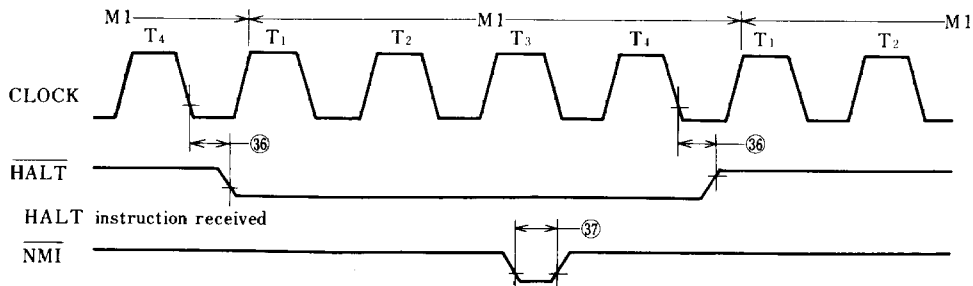 M1 M1 M1
T4 T1 T2 T3 T4 T1 T2
CLOCK
㊱ ㊱
HALT
HALT instruction received
NMI ㊲